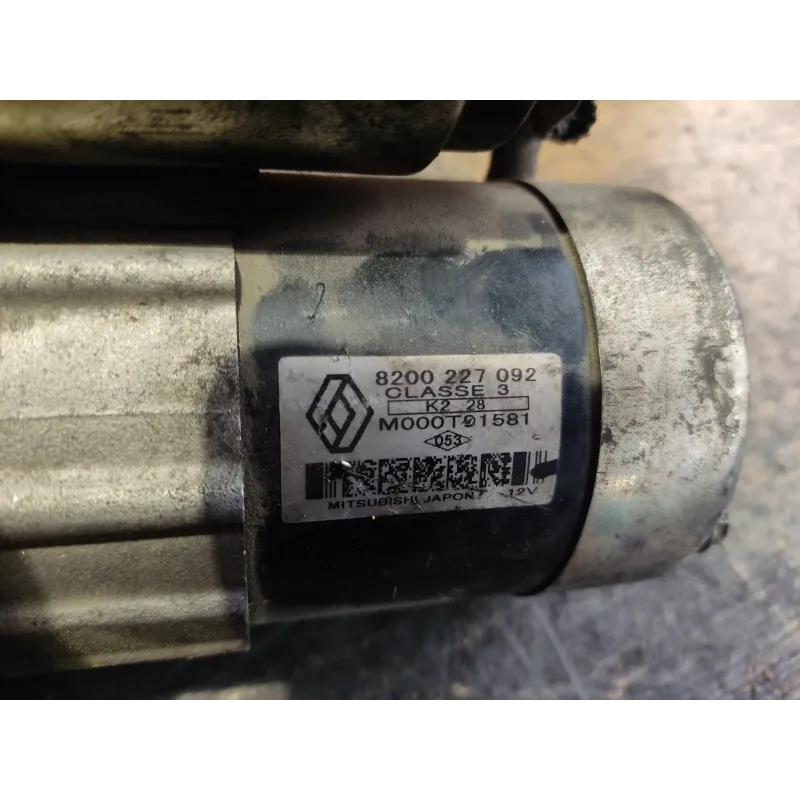 8200 227 092
CLASSE 3
K2 28
M000T91581
053
MITSUBISHI JAPON 12V